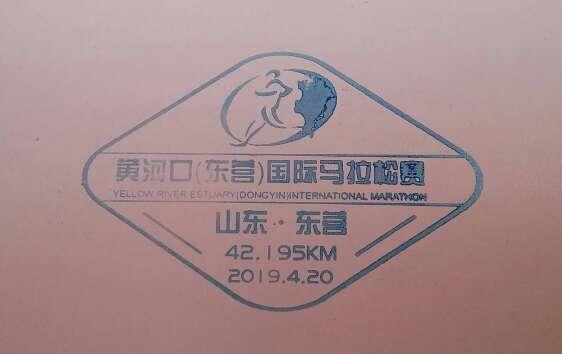 黄河口(东营)国际马拉松赛
YELLOW RIVER ESTUARY(DONGYIN)INTERNATIONAL MARATHON
山东··东营
42.195KM
2019.4.20